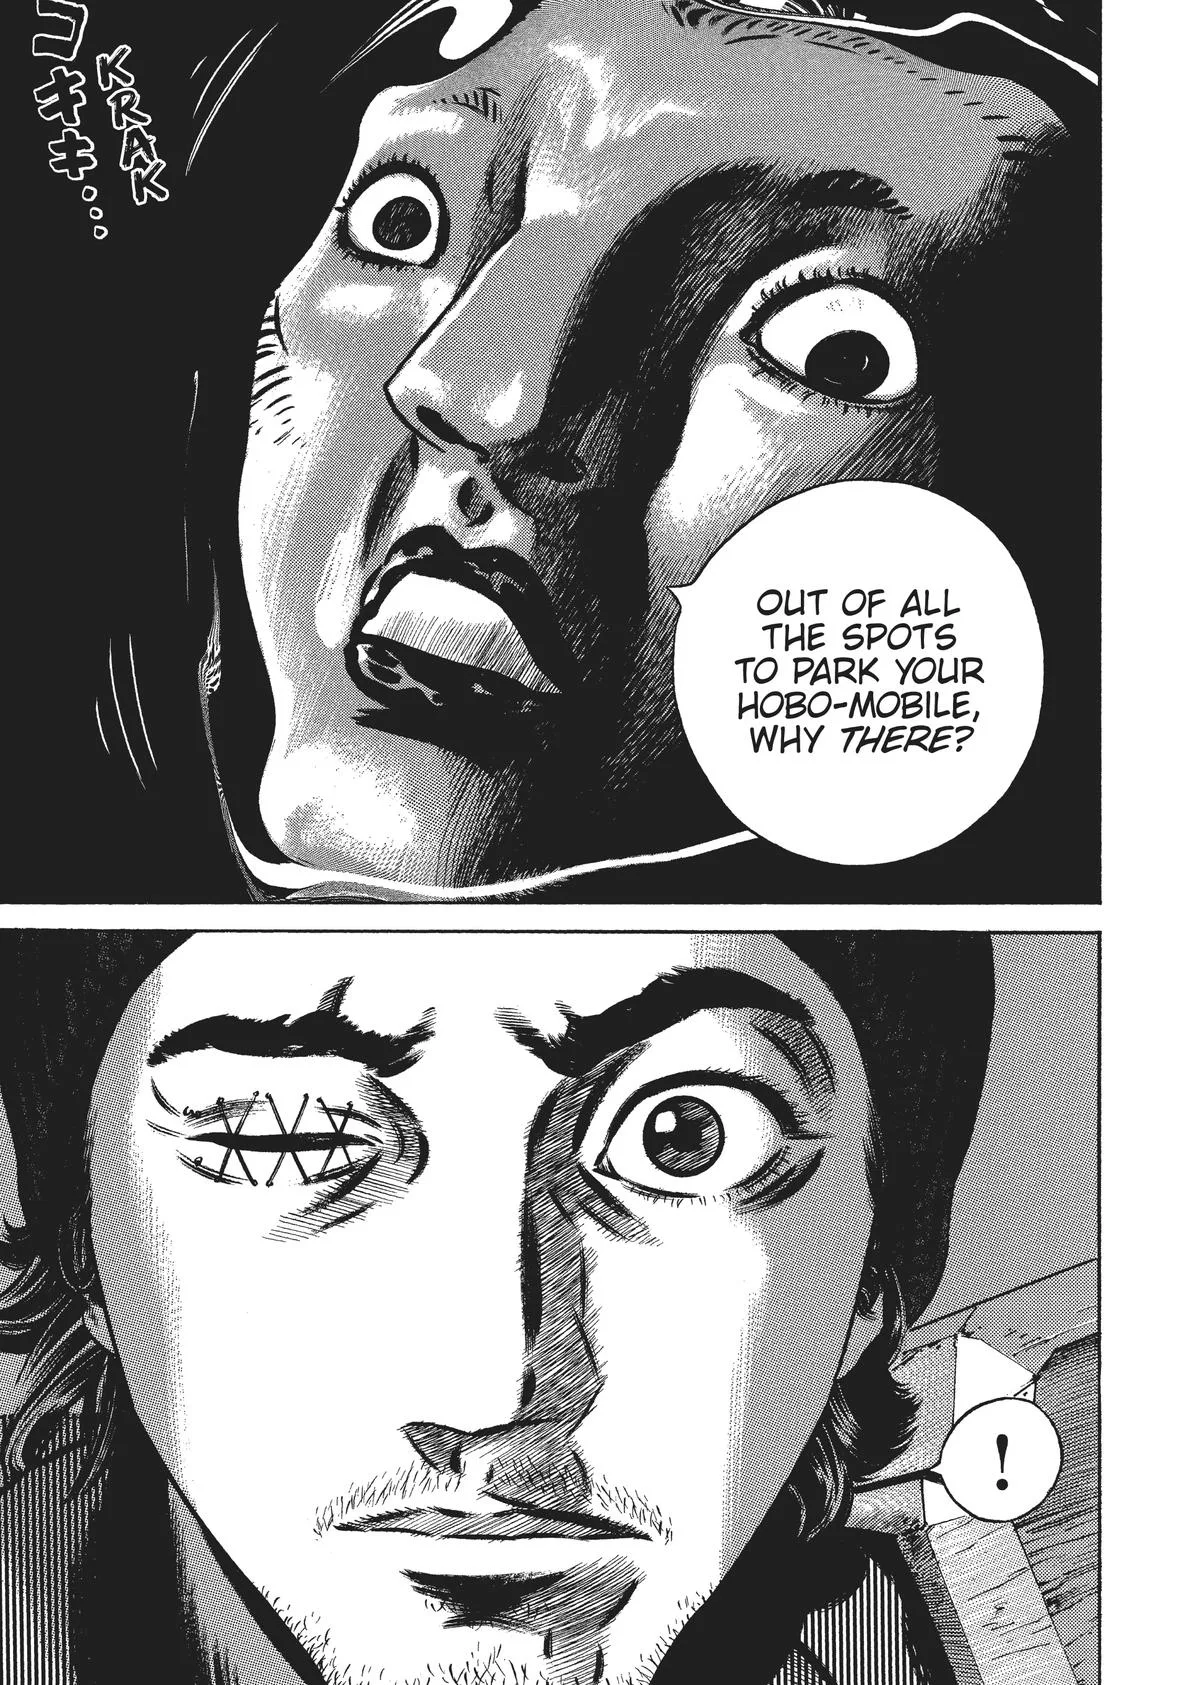 コキキ…
KRAK
OUT OF ALL
THE SPOTS
TO PARK YOUR
HOBO-MOBILE,
WHY THERE?
!